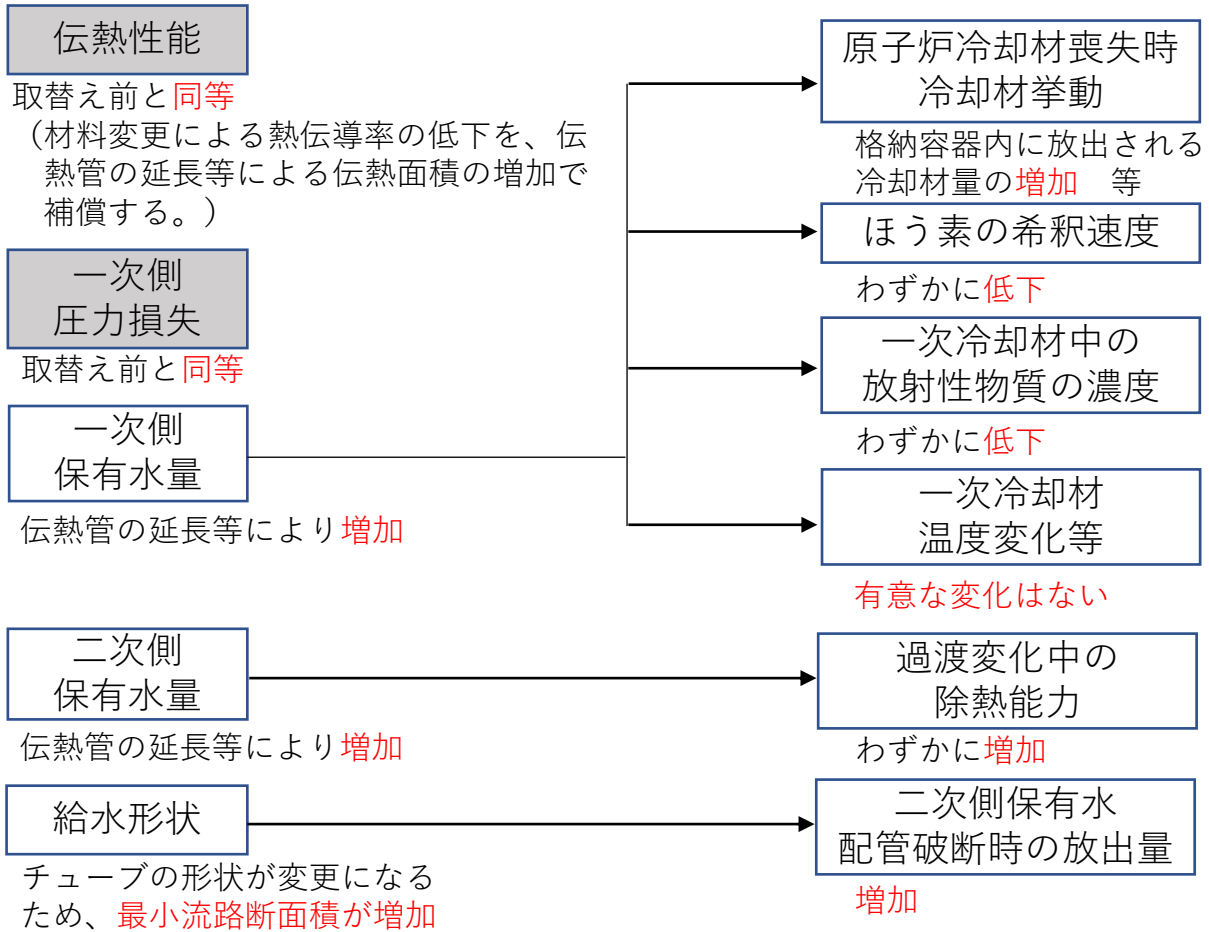 伝熱性能
取替え前と同等
（材料変更による熱伝導率の低下を、伝
熱管の延長等による伝熱面積の増加で
補償する。）
一次側
圧力損失
取替え前と同等
一次側
保有水量
伝熱管の延長等により増加
二次側
保有水量
伝熱管の延長等により増加
給水形状
チューブの形状が変更になる
ため、最小流路断面積が増加
原子炉冷却材喪失時
冷却材挙動
格納容器内に放出される
冷却材量の増加　等
ほう素の希釈速度
わずかに低下
一次冷却材中の
放射性物質の濃度
わずかに低下
一次冷却材
温度変化等
有意な変化はない
過渡変化中の
除熱能力
わずかに増加
二次側保有水
配管破断時の放出量
増加